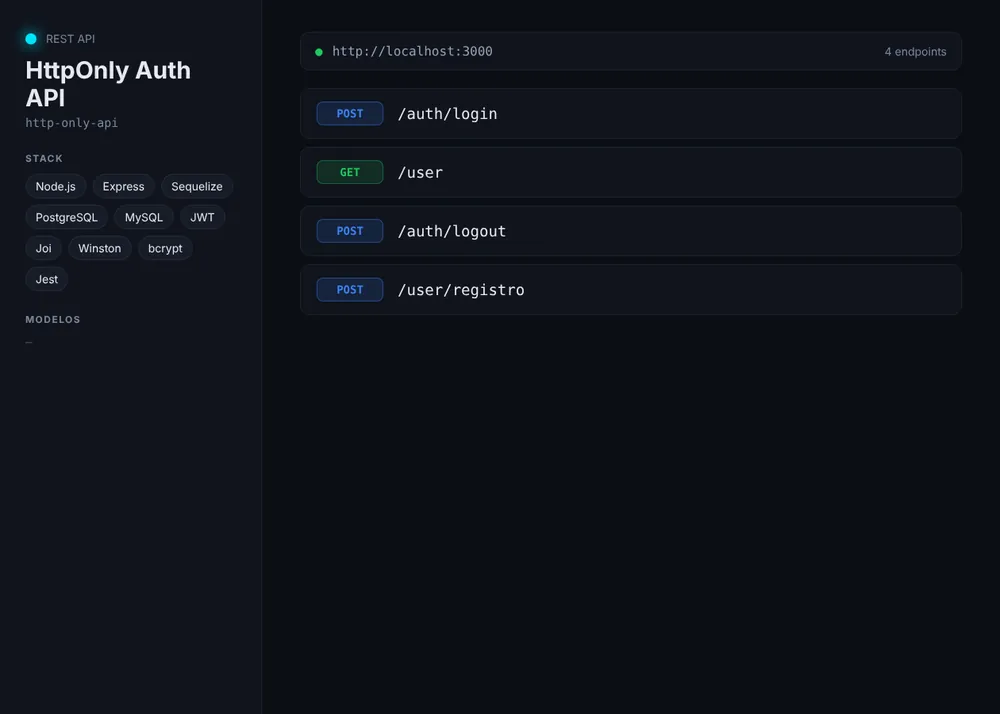 REST API
HttpOnly Auth
API
http-only-api
STACK
Node.js Express Sequelize
PostgreSQL MySQL JWT
Joi Winston bcrypt
Jest
MODELOS
—
http://localhost:3000 4 endpoints
POST /auth/login
GET /user
POST /auth/logout
POST /user/registro